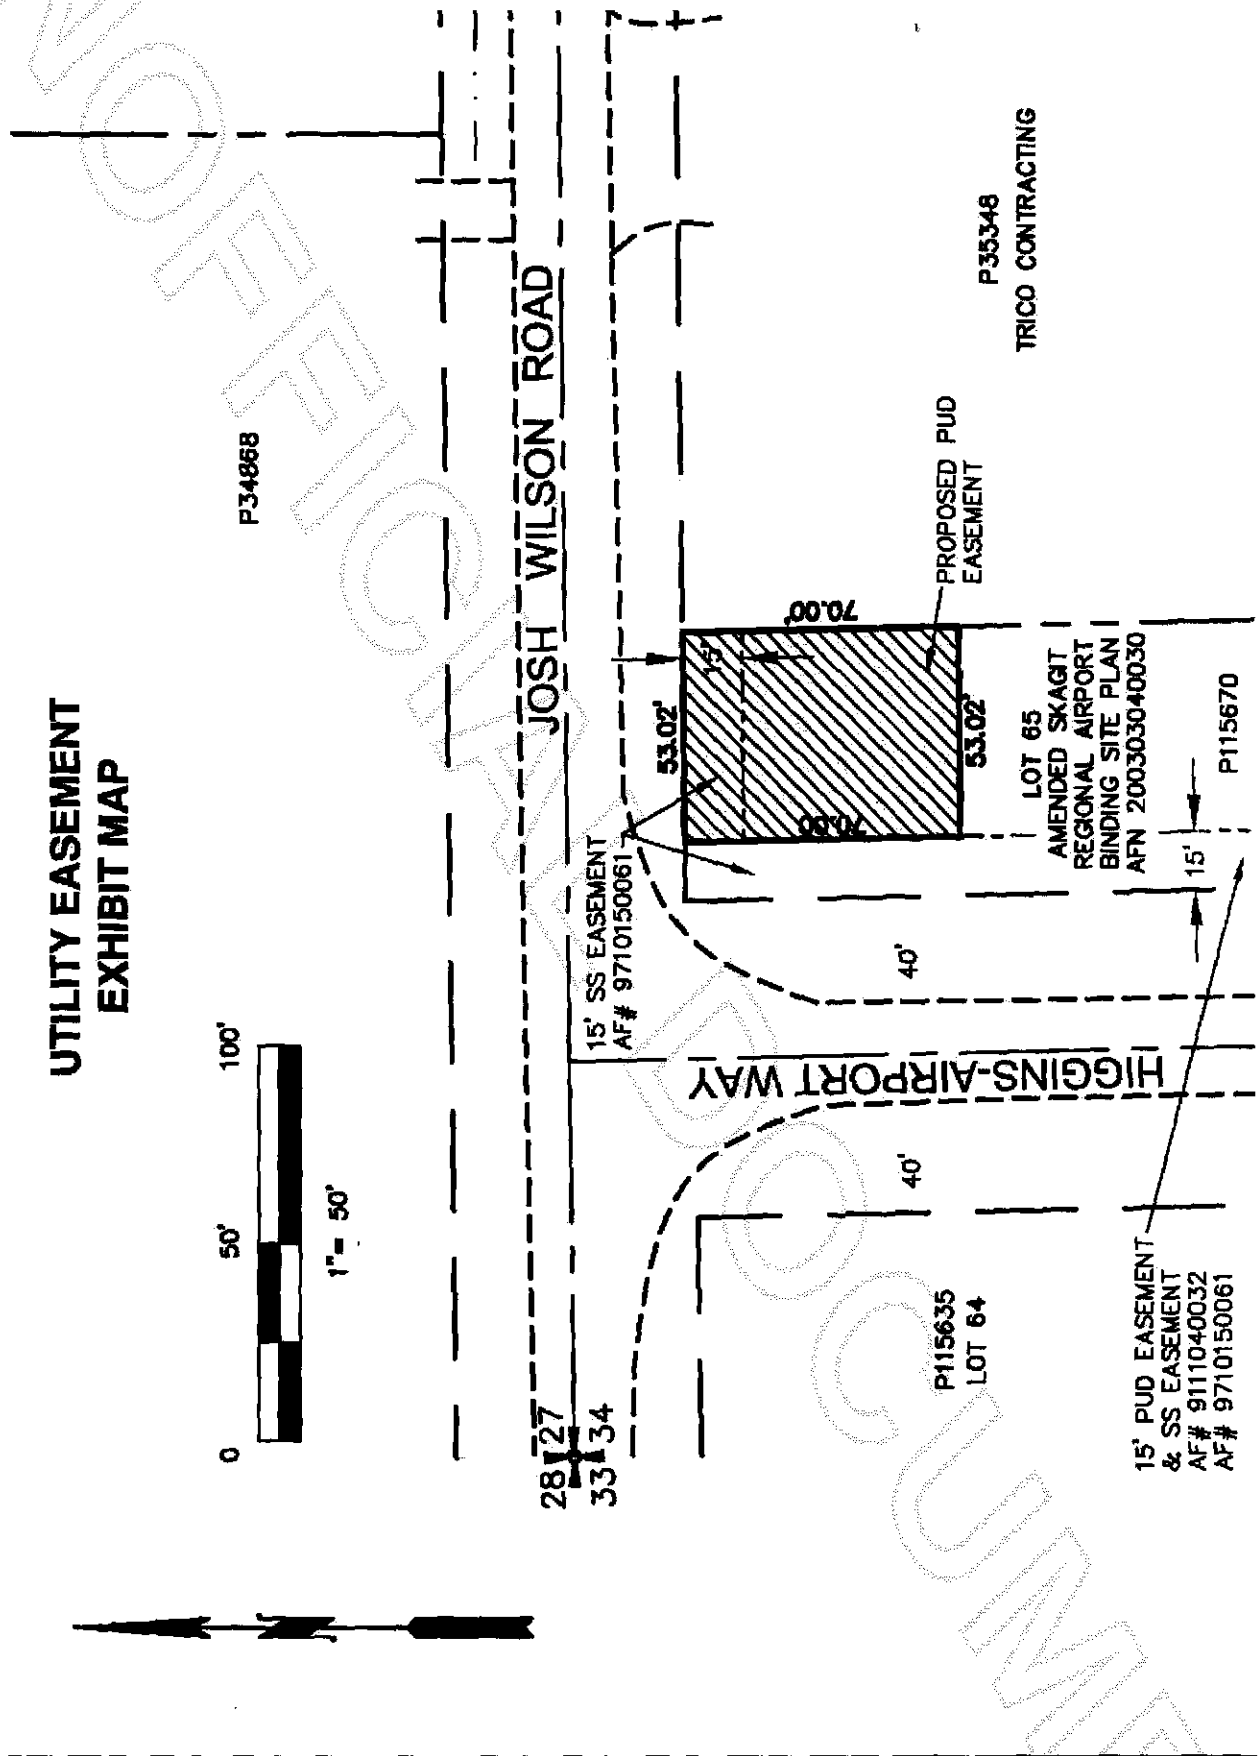 UTILITY EASEMENT
EXHIBIT MAP
0 50' 100'
1"= 50'
P34868
JOSH WILSON ROAD
28 27
33 34
15' SS EASEMENT
AF# 9710150061
53.02'
15'
70.00'
70.00'
53.02'
PROPOSED PUD
EASEMENT
P35348
TRICO CONTRACTING
LOT 65
AMENDED SKAGIT
REGIONAL AIRPORT
BINDING SITE PLAN
AFN 200303040030
15'
P115670
40'
HIGGINS-AIRPORT WAY
40'
P115635
LOT 64
15' PUD EASEMENT
& SS EASEMENT
AF# 9111040032
AF# 9710150061
UNOFFICIAL DOCUMENT